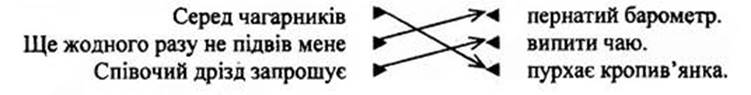 Серед чагарників пернатий барометр.
Ще жодного разу не підвів мене випити чаю.
Співочий дрізд запрошує пурхає кропив’янка.